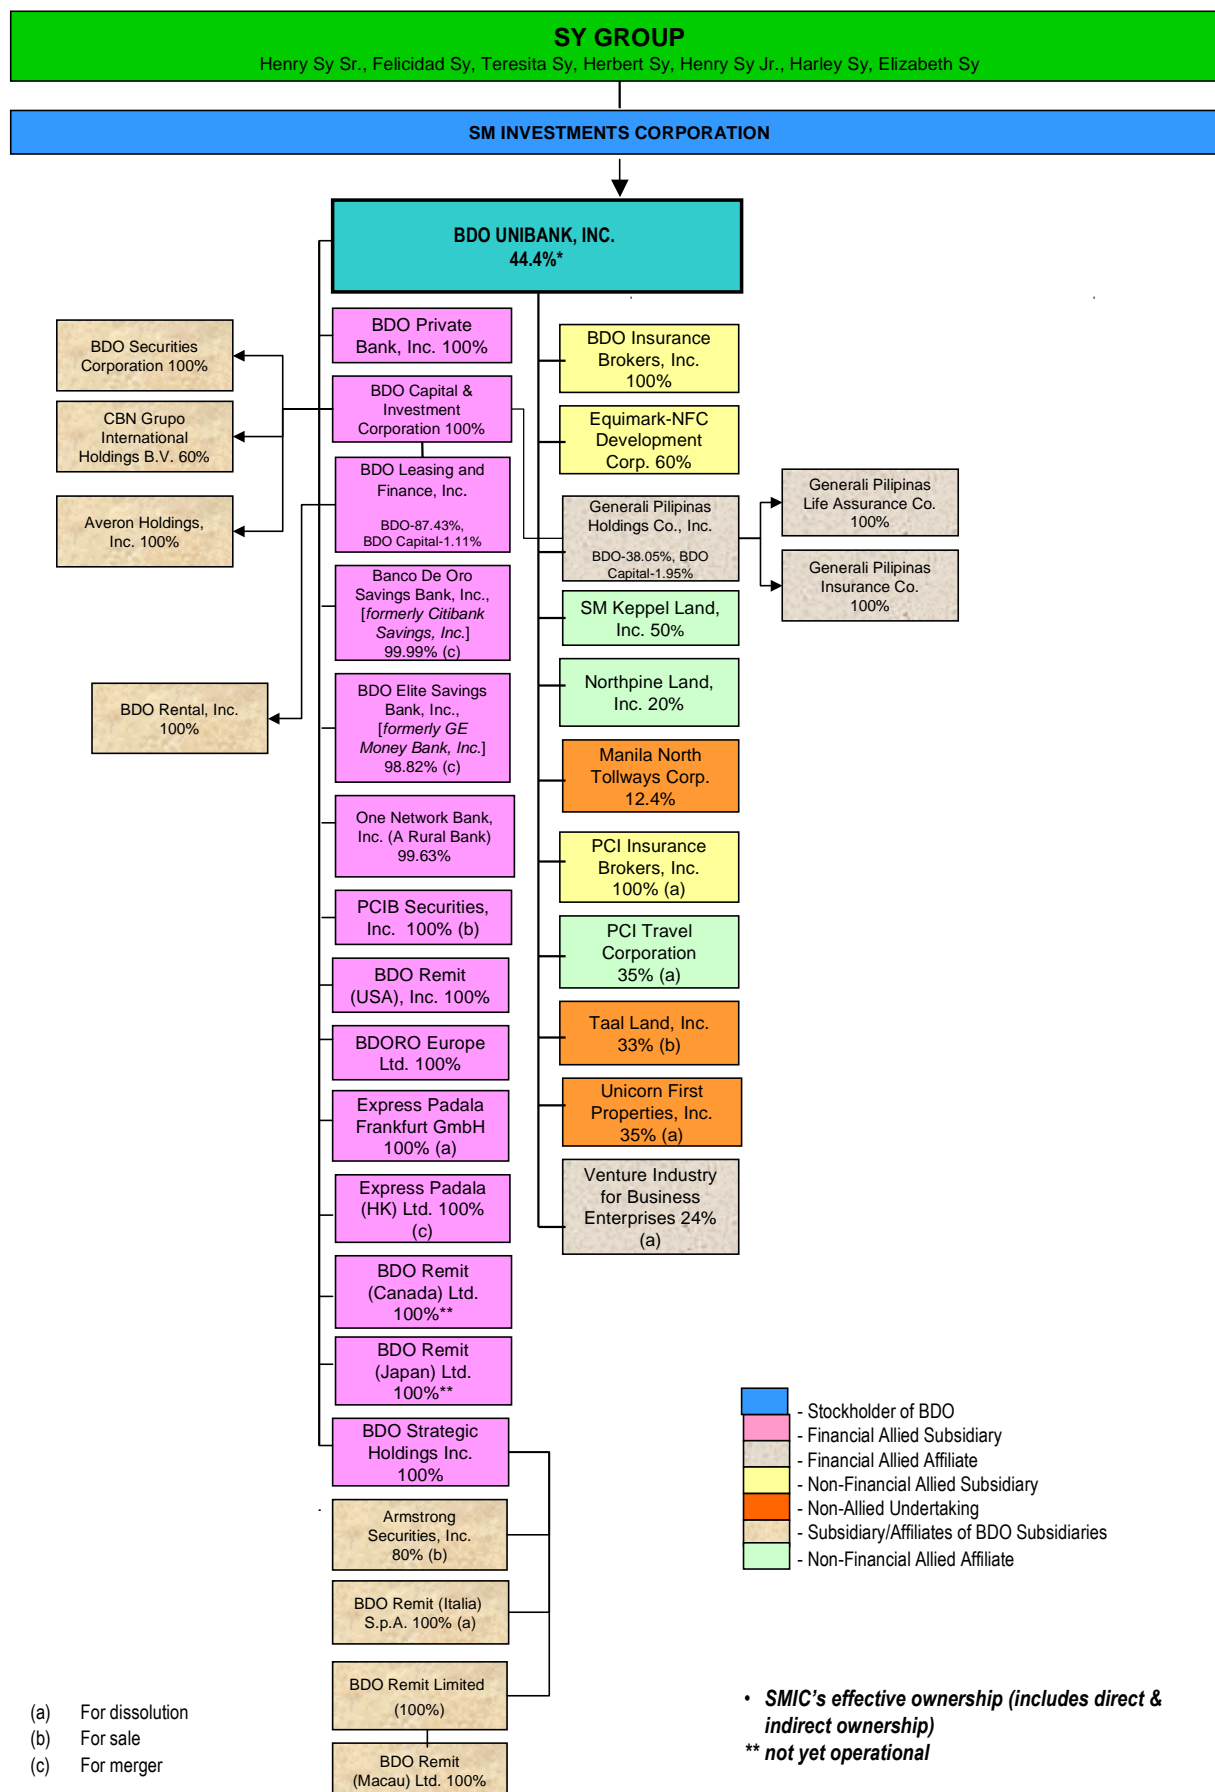 SY GROUP
Henry Sy Sr., Felicidad Sy, Teresita Sy, Herbert Sy, Henry Sy Jr., Harley Sy, Elizabeth Sy
SM INVESTMENTS CORPORATION
BDO UNIBANK, INC.
44.4%*
BDO Securities
Corporation 100%
CBN Grupo
International
Holdings B.V. 60%
Averon Holdings,
Inc. 100%
BDO Rental, Inc.
100%
BDO Private
Bank, Inc. 100%
BDO Capital &
Investment
Corporation 100%
BDO Leasing and
Finance, Inc.
BDO-87.43%,
BDO Capital-1.11%
Banco De Oro
Savings Bank, Inc.,
[formerly Citibank
Savings, Inc.]
99.99% (c)
BDO Elite Savings
Bank, Inc.,
[formerly GE
Money Bank, Inc.]
98.82% (c)
One Network Bank,
Inc. (A Rural Bank)
99.63%
PCIB Securities,
Inc. 100% (b)
BDO Remit
(USA), Inc. 100%
BDORO Europe
Ltd. 100%
Express Padala
Frankfurt GmbH
100% (a)
Express Padala
(HK) Ltd. 100%
(c)
BDO Remit
(Canada) Ltd.
100%**
BDO Remit
(Japan) Ltd.
100%**
BDO Strategic
Holdings Inc.
100%
Armstrong
Securities, Inc.
80% (b)
BDO Remit (Italia)
S.p.A. 100% (a)
BDO Remit Limited
(100%)
BDO Remit
(Macau) Ltd. 100%
BDO Insurance
Brokers, Inc.
100%
Equimark-NFC
Development
Corp. 60%
Generali Pilipinas
Holdings Co., Inc.
BDO-38.05%, BDO
Capital-1.95%
Generali Pilipinas
Life Assurance Co.
100%
Generali Pilipinas
Insurance Co.
100%
SM Keppel Land,
Inc. 50%
Northpine Land,
Inc. 20%
Manila North
Tollways Corp.
12.4%
PCI Insurance
Brokers, Inc.
100% (a)
PCI Travel
Corporation
35% (a)
Taal Land, Inc.
33% (b)
Unicorn First
Properties, Inc.
35% (a)
Venture Industry
for Business
Enterprises 24%
(a)
- Stockholder of BDO
- Financial Allied Subsidiary
- Financial Allied Affiliate
- Non-Financial Allied Subsidiary
- Non-Allied Undertaking
- Subsidiary/Affiliates of BDO Subsidiaries
- Non-Financial Allied Affiliate
(a) For dissolution
(b) For sale
(c) For merger
• SMIC's effective ownership (includes direct &
indirect ownership)
** not yet operational